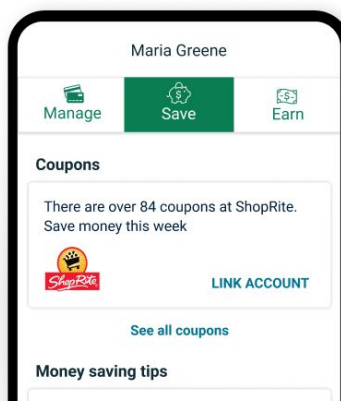 Maria Greene
Manage
Save
Earn
Coupons
There are over 84 coupons at ShopRite.
Save money this week
ShopRite
LINK ACCOUNT
See all coupons
Money saving tips